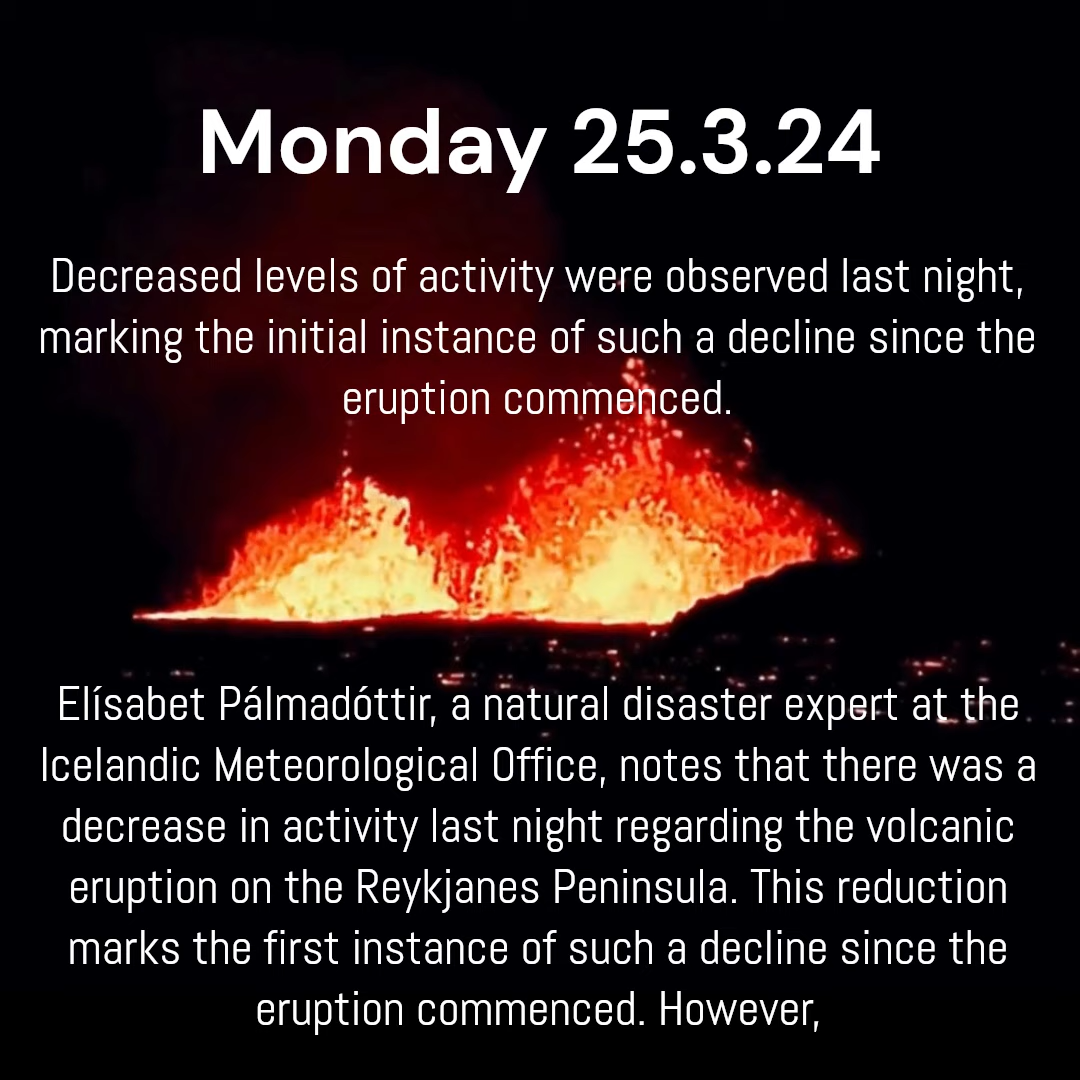 Monday 25.3.24
Decreased levels of activity were observed last night,
marking the initial instance of such a decline since the
eruption commenced.
Elísabet Pálmadóttir, a natural disaster expert at the
Icelandic Meteorological Office, notes that there was a
decrease in activity last night regarding the volcanic
eruption on the Reykjanes Peninsula. This reduction
marks the first instance of such a decline since the
eruption commenced. However,